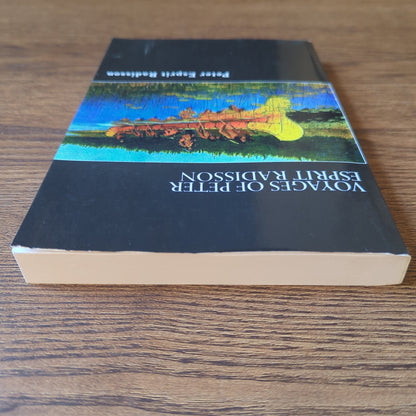 VOYAGES OF PETER
ESPRIT RADISSON
Peter Esprit Radisson